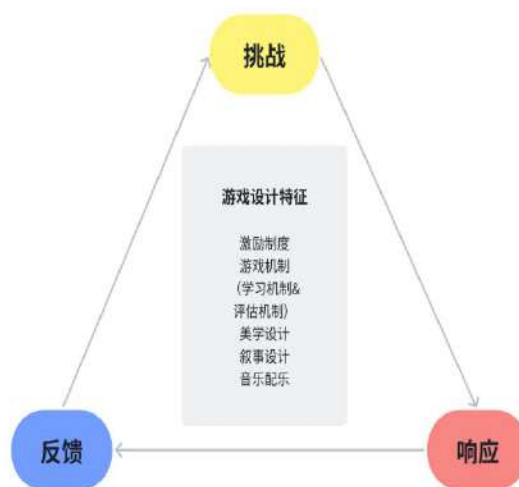 挑战
游戏设计特征
激励制度
游戏机制
（学习机制&
评估机制）
美学设计
叙事设计
音乐配乐
反馈
响应